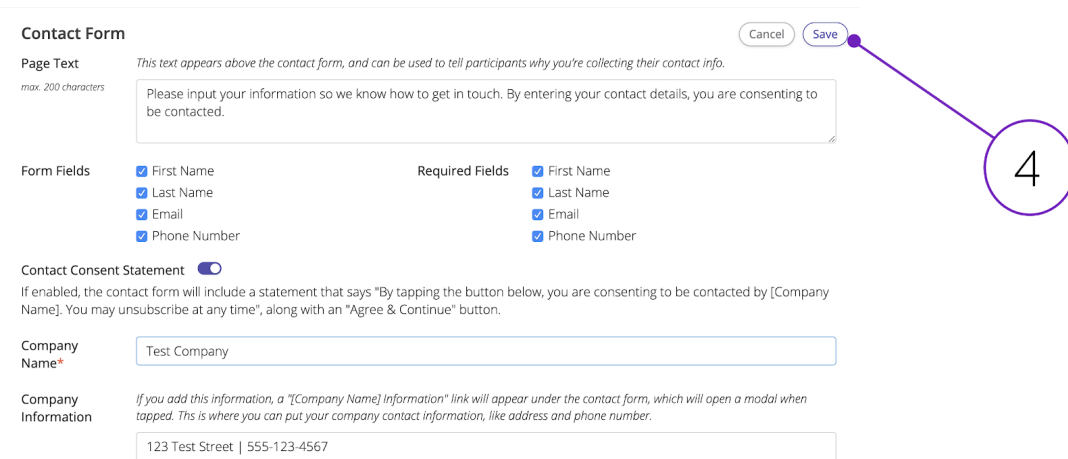 Contact Form
Cancel
Save
Page Text
This text appears above the contact form, and can be used to tell participants why you're collecting their contact info.
max. 200 characters
Please input your information so we know how to get in touch. By entering your contact details, you are consenting to
be contacted.
4
Form Fields
First Name
Last Name
Email
Phone Number
Required Fields
First Name
Last Name
Email
Phone Number
Contact Consent Statement
If enabled, the contact form will include a statement that says "By tapping the button below, you are consenting to be contacted by [Company
Name]. You may unsubscribe at any time", along with an "Agree & Continue" button.
Company
Name*
Test Company
Company
Information
If you add this information, a "[Company Name] Information" link will appear under the contact form, which will open a modal when
tapped. Ths is where you can put your company contact information, like address and phone number.
123 Test Street | 555-123-4567